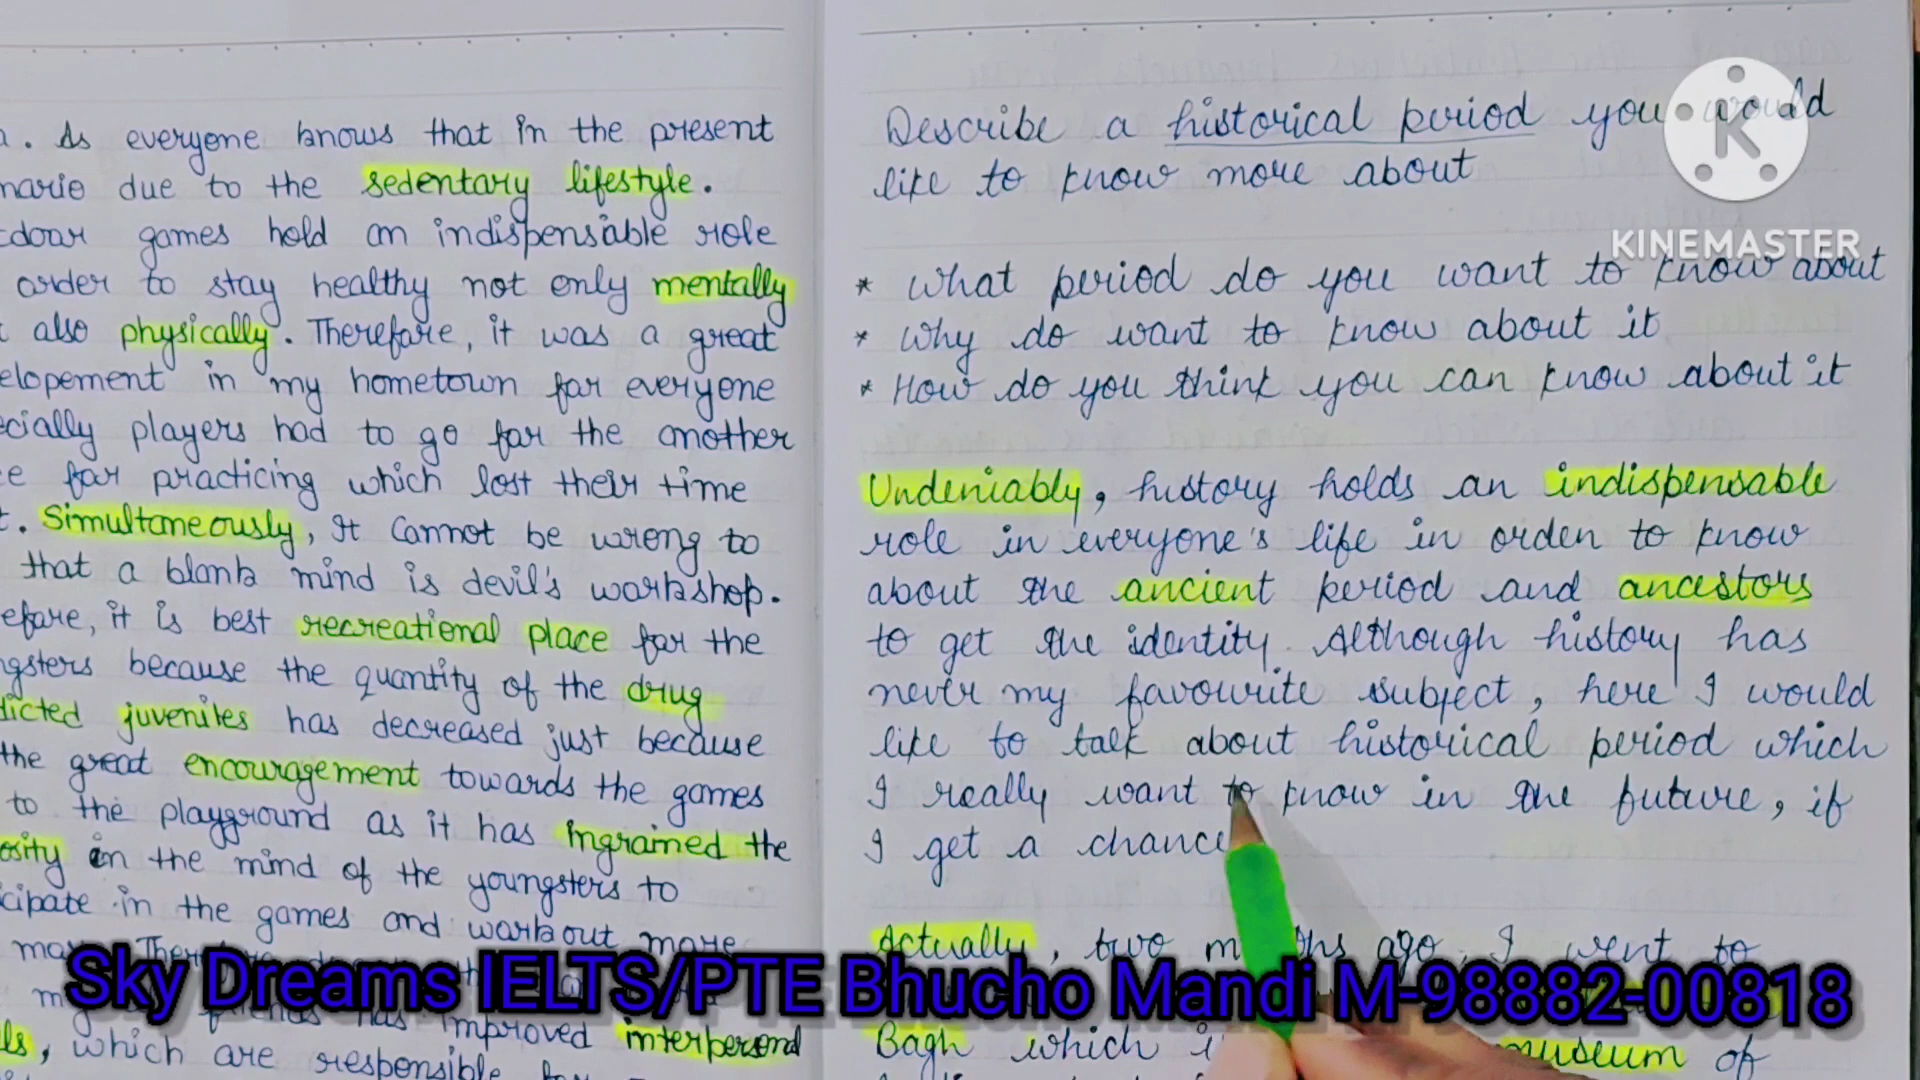 As everyone knows that in the present
due to the sedentary lifestyle.
games hold an indispensable role
order to stay healthy not only mentally
also physically. Therefore, it was a great
elopement in my hometown for everyone
ecially players had to go for the another
for practicing which lost their time
Simultaneously, It cannot be wrong to
that a blank mind is devil's workshop.
efore, it is best recreational place for the
ngsters because the quantity of the drug
dicted juveniles has decreased just because
the great encouragement towards the games
to the playground as it has ingrained the
osity in the mind of the youngsters to
cipate in the games and workout more
improved interpersonal
which are responsible
Describe a historical period you would
like to know more about
* What period do you want to know about
* Why do want to know about it
* How do you think you can know about it
Undeniably, history holds an indispensable
role in everyone's life in orden to know
about the ancient period and ancestors
to get the identity. Although history has
never my favourite subject, here I would
like to talk about historical period which
I really want to know in the future, if
I get a chance
Actually, two months ago, I went to
Bagh which museum of
KINEMASTER
Sky Dreams IELTS/PTE Bhucho Mandi M-98882-00818